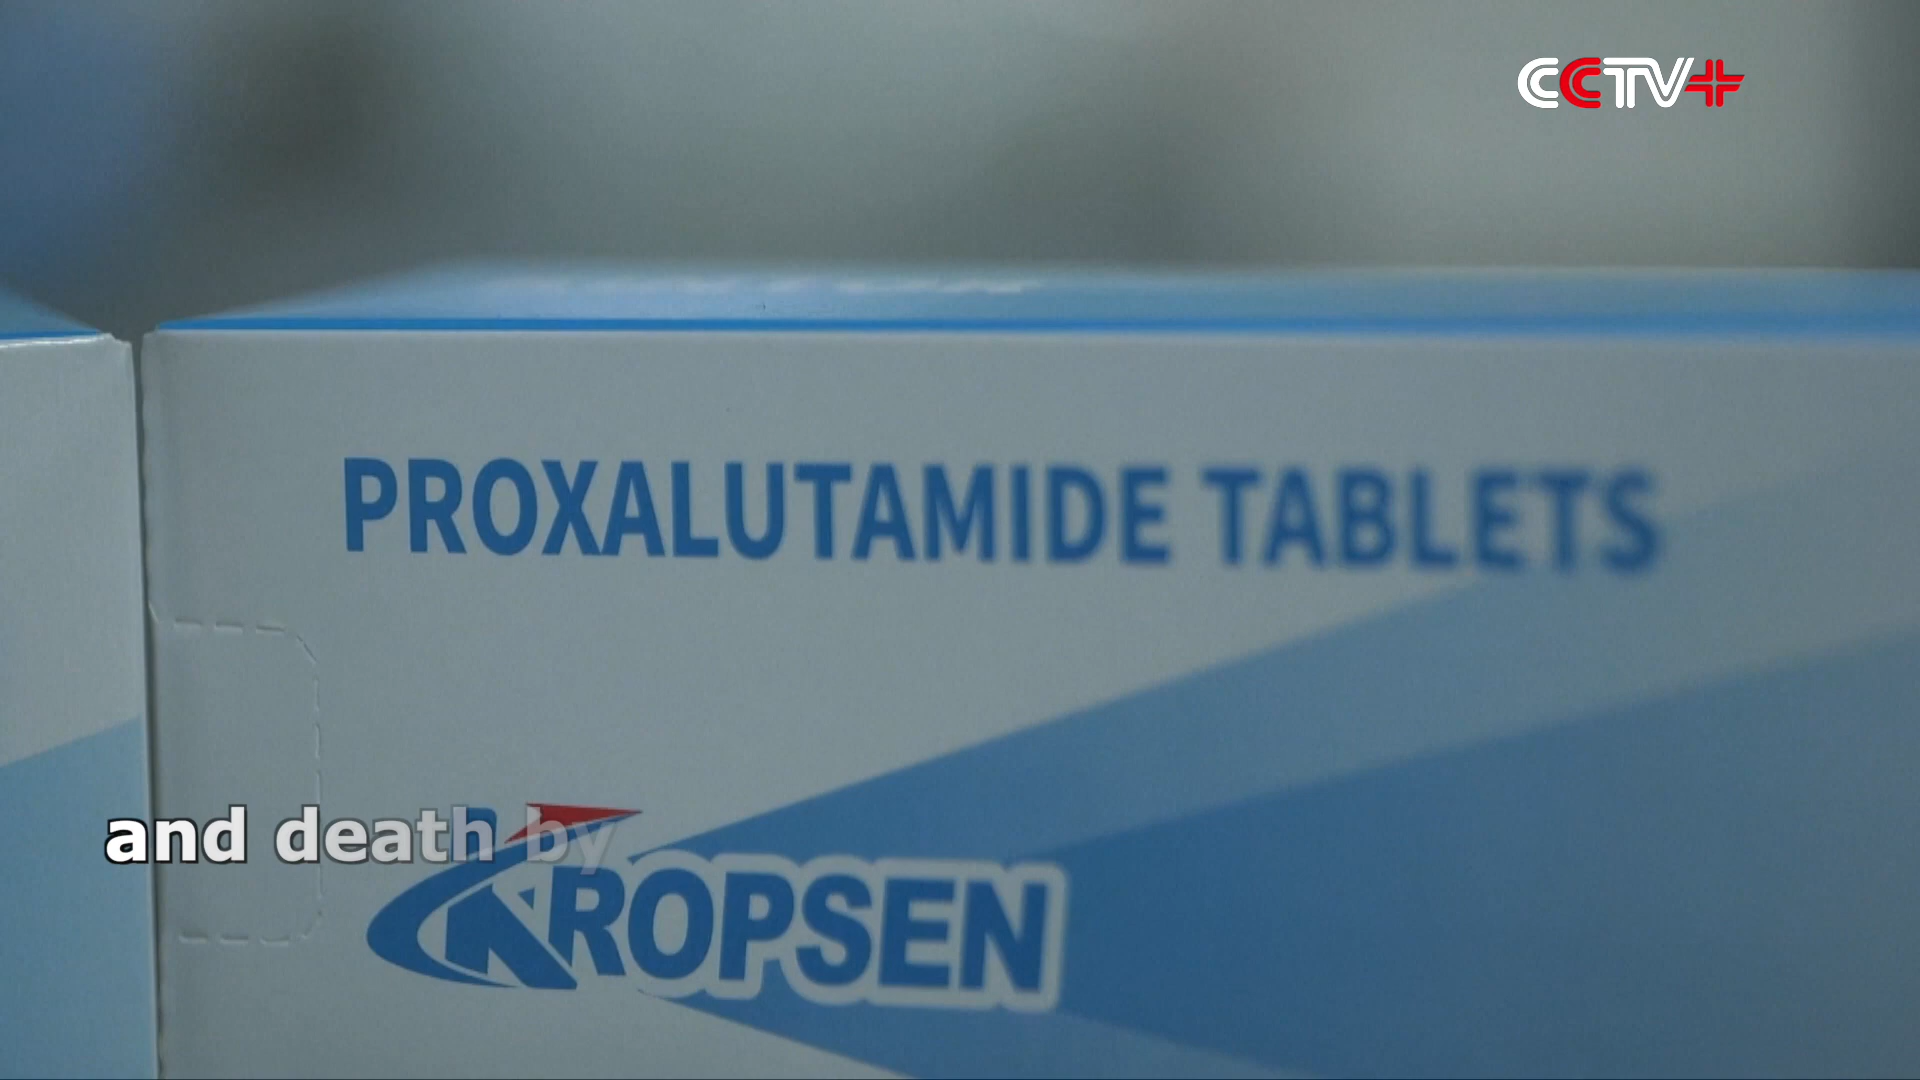 CCTV+
PROXALUTAMIDE TABLETS
and death by
KROPSEN